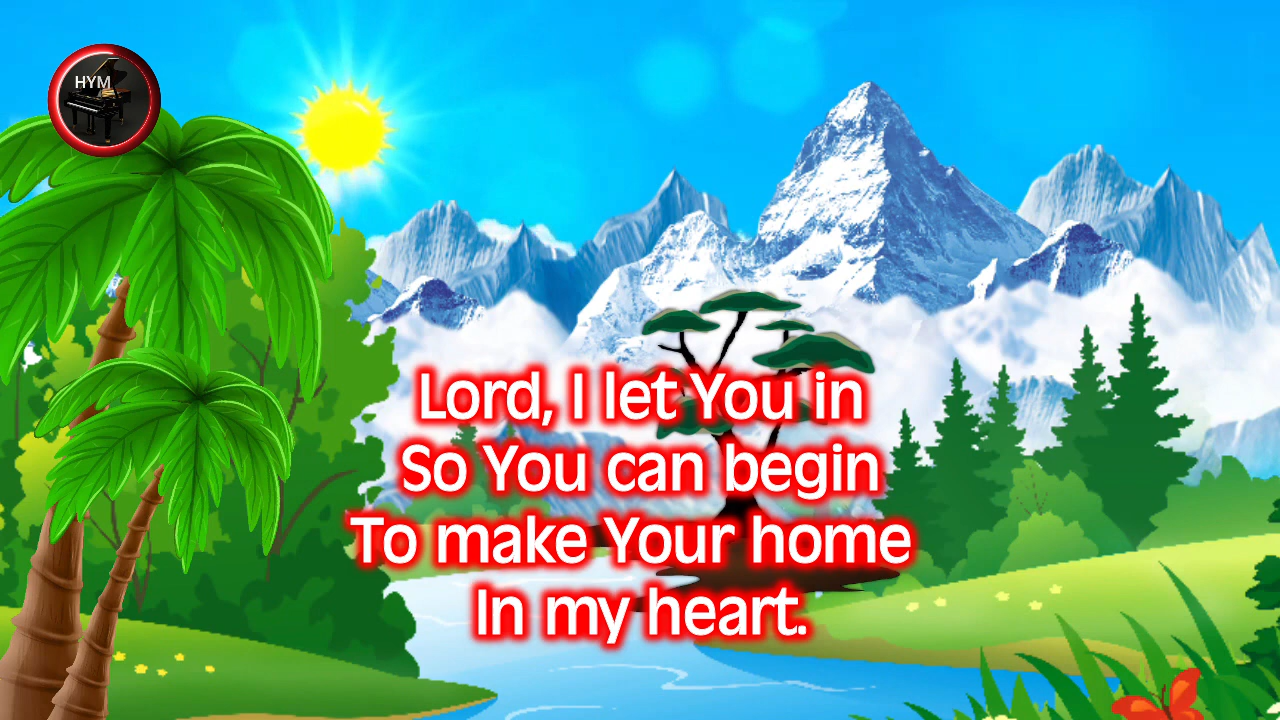 HYM
Lord, I let You in
So You can begin
To make Your home
In my heart.